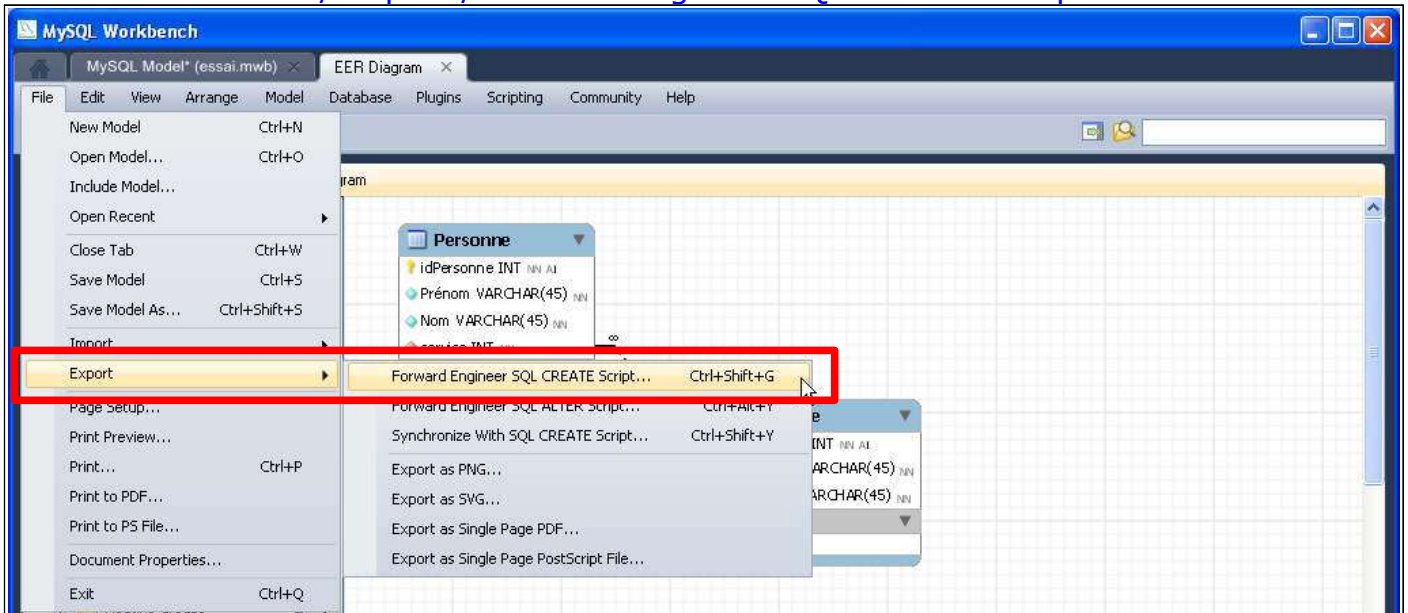 MySQL Workbench
MySQL Model* (essai.mwb) ×
EER Diagram ×
File Edit View Arrange Model Database Plugins Scripting Community Help
New Model Ctrl+N
Open Model... Ctrl+O
Include Model...
Open Recent
Close Tab Ctrl+W
Save Model Ctrl+S
Save Model As... Ctrl+Shift+S
Import
Export
Page Setup...
Print Preview...
Print... Ctrl+P
Print to PDF...
Print to PS File...
Document Properties...
Exit Ctrl+Q
Forward Engineer SQL CREATE Script... Ctrl+Shift+G
Forward Engineer SQL ALTER Script... Ctrl+Alt+Y
Synchronize With SQL CREATE Script... Ctrl+Shift+Y
Export as PNG...
Export as SVG...
Export as Single Page PDF...
Export as Single Page PostScript File...
Personne
idPersonne INT NN AI
Prénom VARCHAR(45) NN
Nom VARCHAR(45) NN
service INT NN
∞
INT NN AI
ARCHAR(45) NN
ARCHAR(45) NN